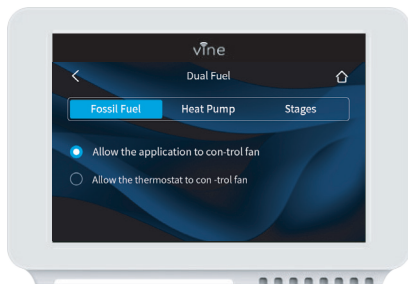 vine
Dual Fuel
Fossil Fuel Heat Pump Stages
Allow the application to con-trol fan
Allow the thermostat to con -trol fan